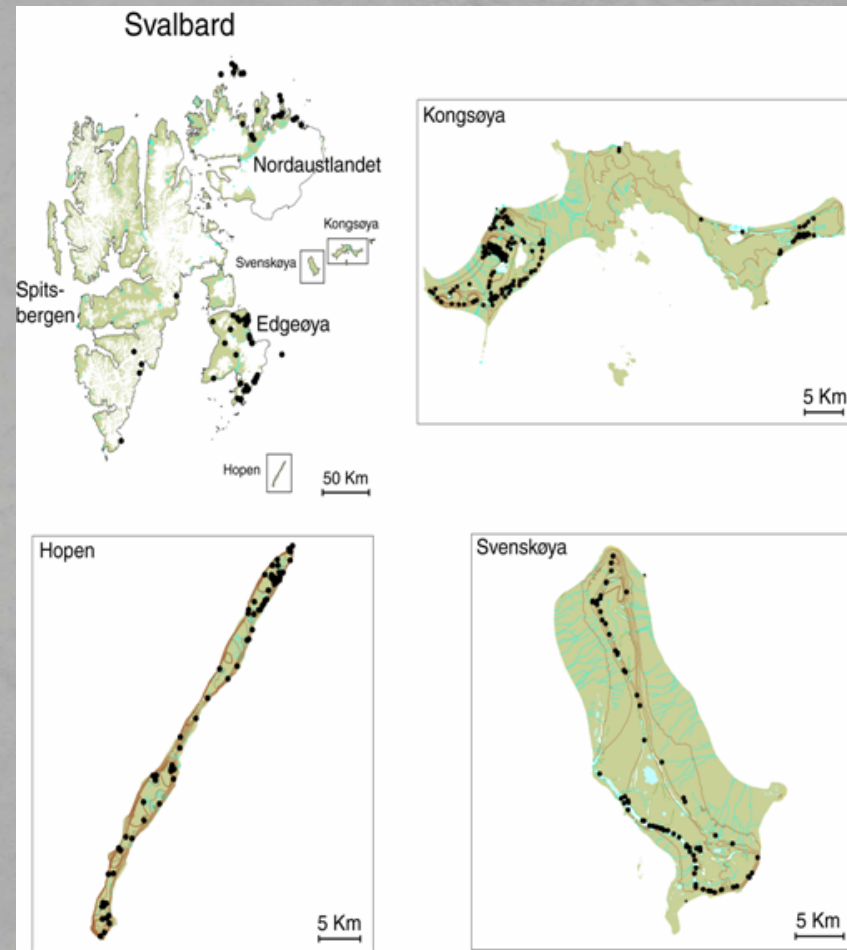 Svalbard
Nordaustlandet
Kongsøya
Svenskøya
Spits-
bergen
Edgeøya
Hopen
50 Km
Kongsøya
5 Km
Hopen
5 Km
Svenskøya
5 Km